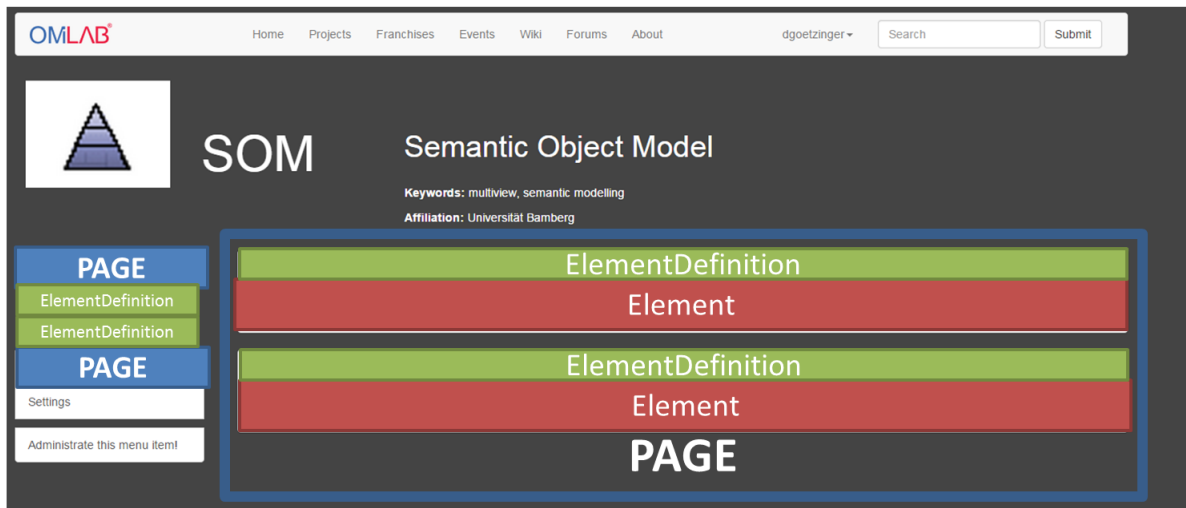 OMiLAB®
Home Projects Franchises Events Wiki Forums About dgoetzinger Search Submit
SOM
Semantic Object Model
Keywords: multiview, semantic modelling
Affiliation: Universität Bamberg
PAGE
ElementDefinition
ElementDefinition
PAGE
Settings
Administrate this menu item!
ElementDefinition
Element
ElementDefinition
Element
PAGE